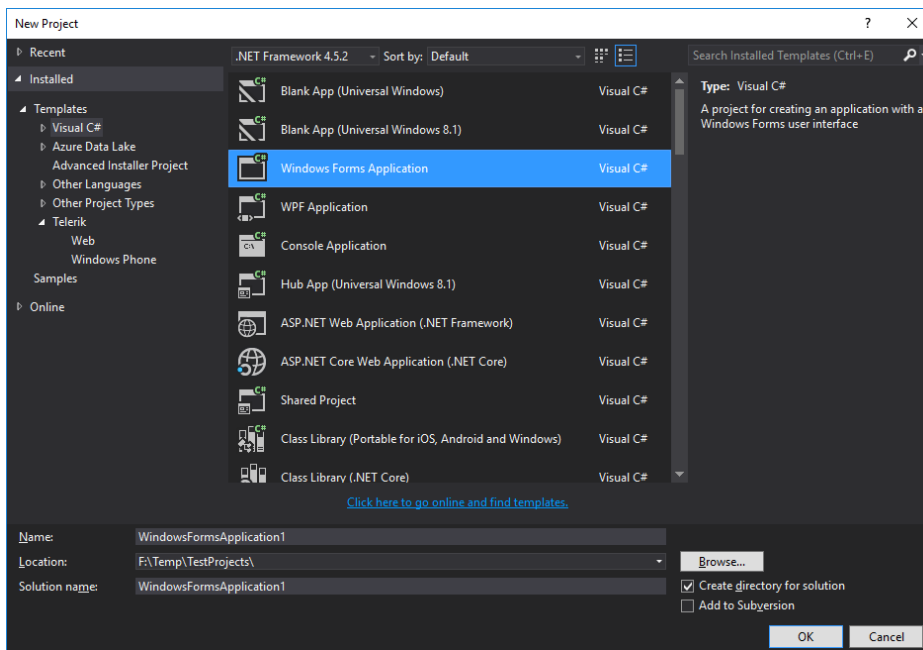 New Project
?
Recent
.NET Framework 4.5.2 Sort by: Default
Search Installed Templates (Ctrl+E)
Installed
Templates
Visual C#
Azure Data Lake
Advanced Installer Project
Other Languages
Other Project Types
Telerik
Web
Windows Phone
Samples
Online
Blank App (Universal Windows) Visual C#
Blank App (Universal Windows 8.1) Visual C#
Windows Forms Application Visual C#
WPF Application Visual C#
Console Application Visual C#
Hub App (Universal Windows 8.1) Visual C#
ASP.NET Web Application (.NET Framework) Visual C#
ASP.NET Core Web Application (.NET Core) Visual C#
Shared Project Visual C#
Class Library (Portable for iOS, Android and Windows) Visual C#
Class Library (.NET Core) Visual C#
Click here to go online and find templates.
Type: Visual C#
A project for creating an application with a
Windows Forms user interface
Name: WindowsFormsApplication1
Location: F:\Temp\TestProjects\
Browse...
Solution name: WindowsFormsApplication1
Create directory for solution
Add to Subversion
OK Cancel